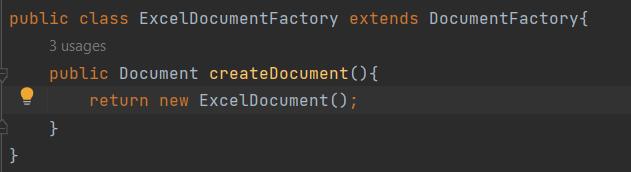 public class ExcelDocumentFactory extends DocumentFactory{
3 usages
public Document createDocument(){
return new ExcelDocument();
}
}